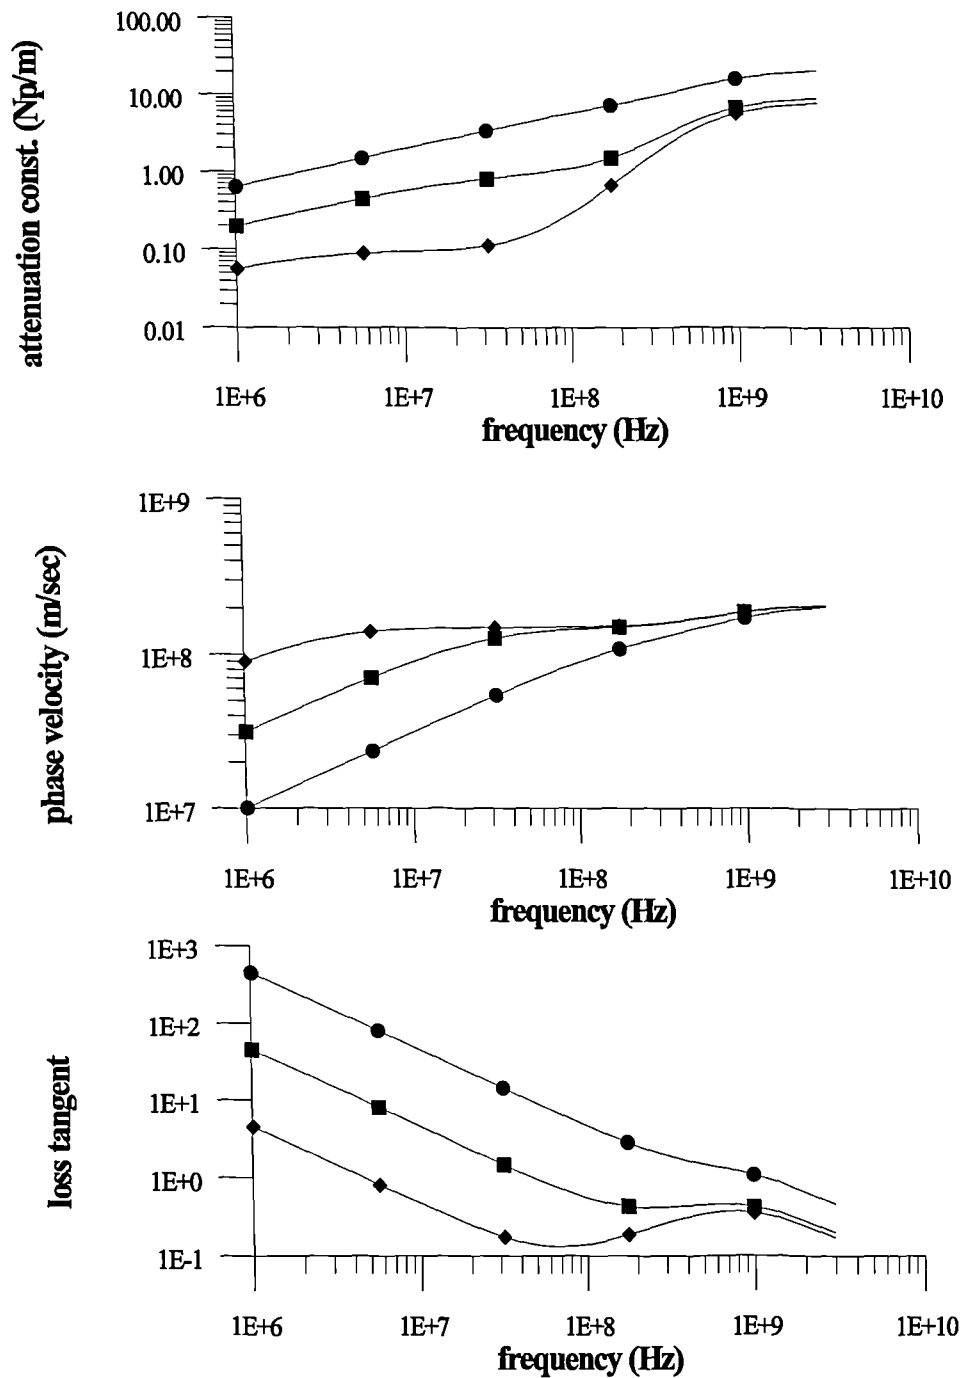 100.00
10.00
1.00
0.10
0.01
attenuation const. (Np/m)
1E+6 1E+7 1E+8 1E+9 1E+10
frequency (Hz)
1E+9
1E+8
1E+7
phase velocity (m/sec)
1E+6 1E+7 1E+8 1E+9 1E+10
frequency (Hz)
1E+3
1E+2
1E+1
1E+0
1E-1
loss tangent
1E+6 1E+7 1E+8 1E+9 1E+10
frequency (Hz)